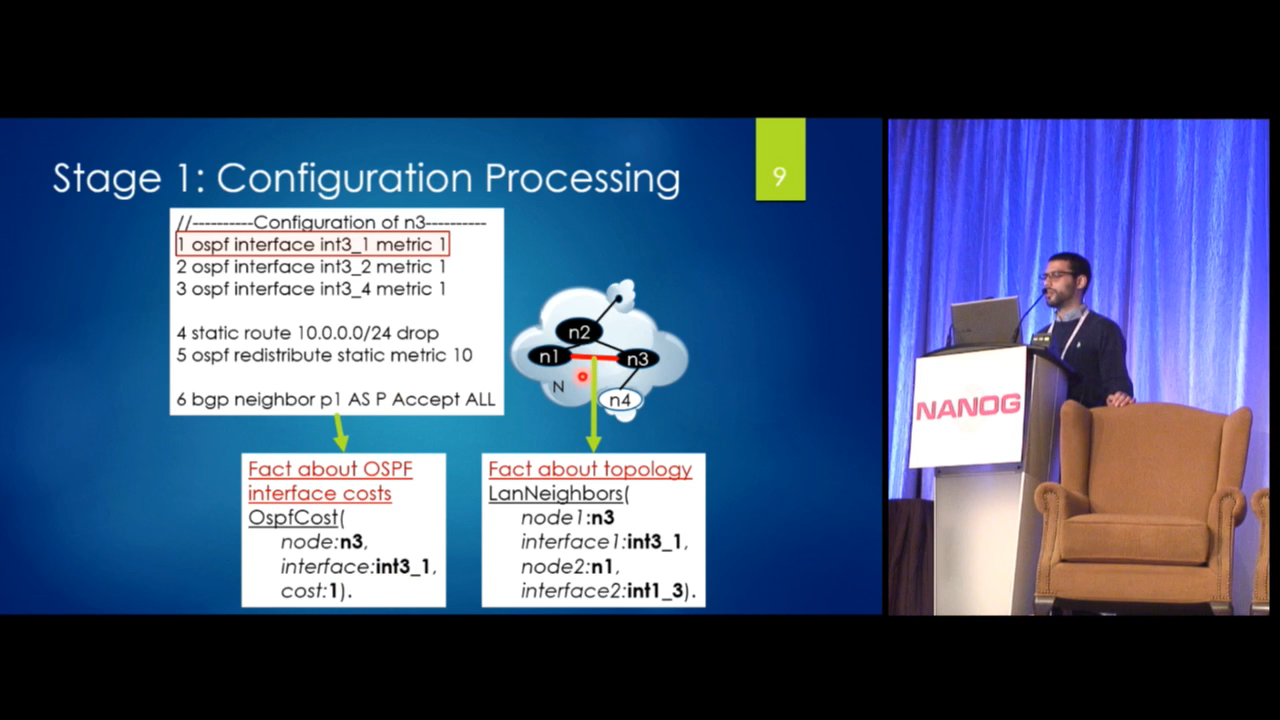 Stage 1: Configuration Processing
9
//----------Configuration of n3----------
1 ospf interface int3_1 metric 1
2 ospf interface int3_2 metric 1
3 ospf interface int3_4 metric 1
4 static route 10.0.0.0/24 drop
5 ospf redistribute static metric 10
6 bgp neighbor p1 AS P Accept ALL
n2
n1
n3
N
n4
Fact about OSPF
interface costs
OspfCost(
node:n3,
interface:int3_1,
cost:1).
Fact about topology
LanNeighbors(
node1:n3
interface1:int3_1,
node2:n1,
interface2:int1_3).
NANOG